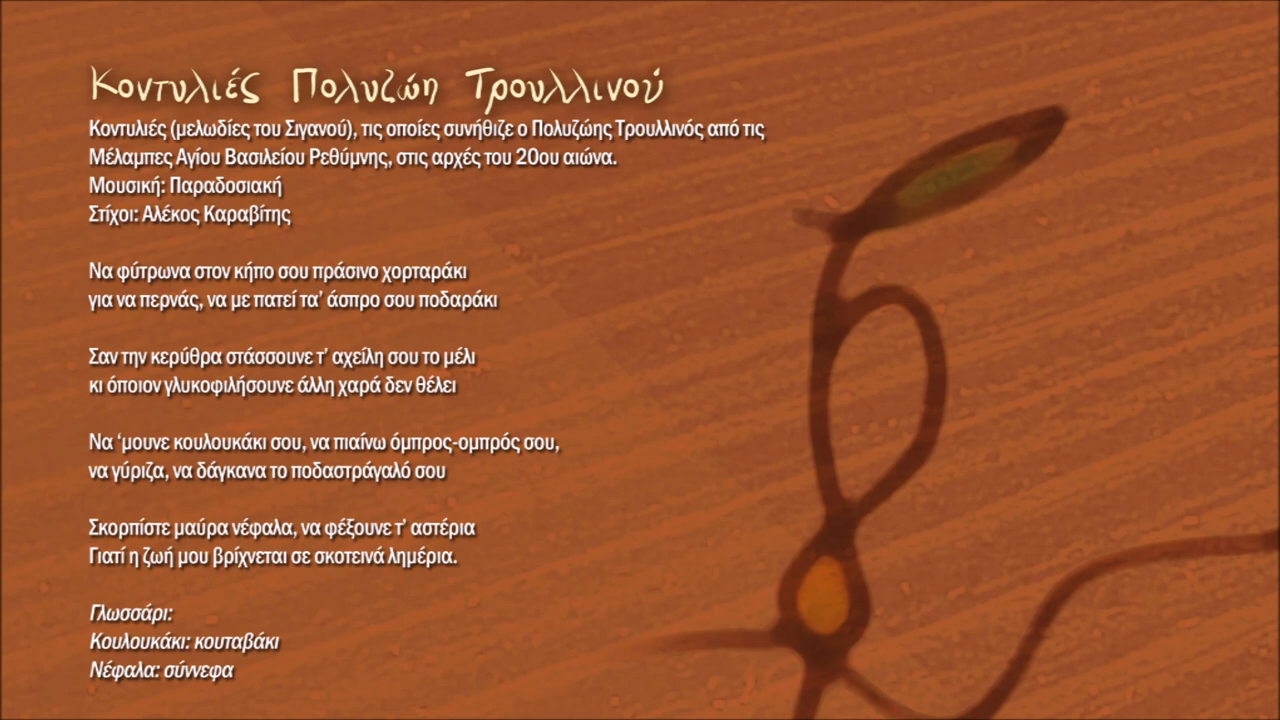 Κοντυλιές Πολυζώη Τρουλλινού
Κοντυλιές (μελωδίες του Σιγανού), τις οποίες συνήθιζε ο Πολυζώης Τρουλλινός από τις
Μέλαμπες Αγίου Βασιλείου Ρεθύμνης, στις αρχές του 20ου αιώνα.
Μουσική: Παραδοσιακή
Στίχοι: Αλέκος Καραβίτης
Να φύτρωνα στον κήπο σου πράσινο χορταράκι
για να περνάς, να με πατεί τα’ άσπρο σου ποδαράκι
Σαν την κερύθρα στάσσουνε τ’ αχείλη σου το μέλι
κι όποιον γλυκοφιλήσουνε άλλη χαρά δεν θέλει
Να ‘μουνε κουλουκάκι σου, να πιαίνω όμπρος-ομπρός σου,
να γύριζα, να δάγκανα το ποδαστράγαλό σου
Σκορπίστε μαύρα νέφαλα, να φέξουνε τ’ αστέρια
Γιατί η ζωή μου βρίχνεται σε σκοτεινά λημέρια.
Γλωσσάρι:
Κουλουκάκι: κουταβάκι
Νέφαλα: σύννεφα